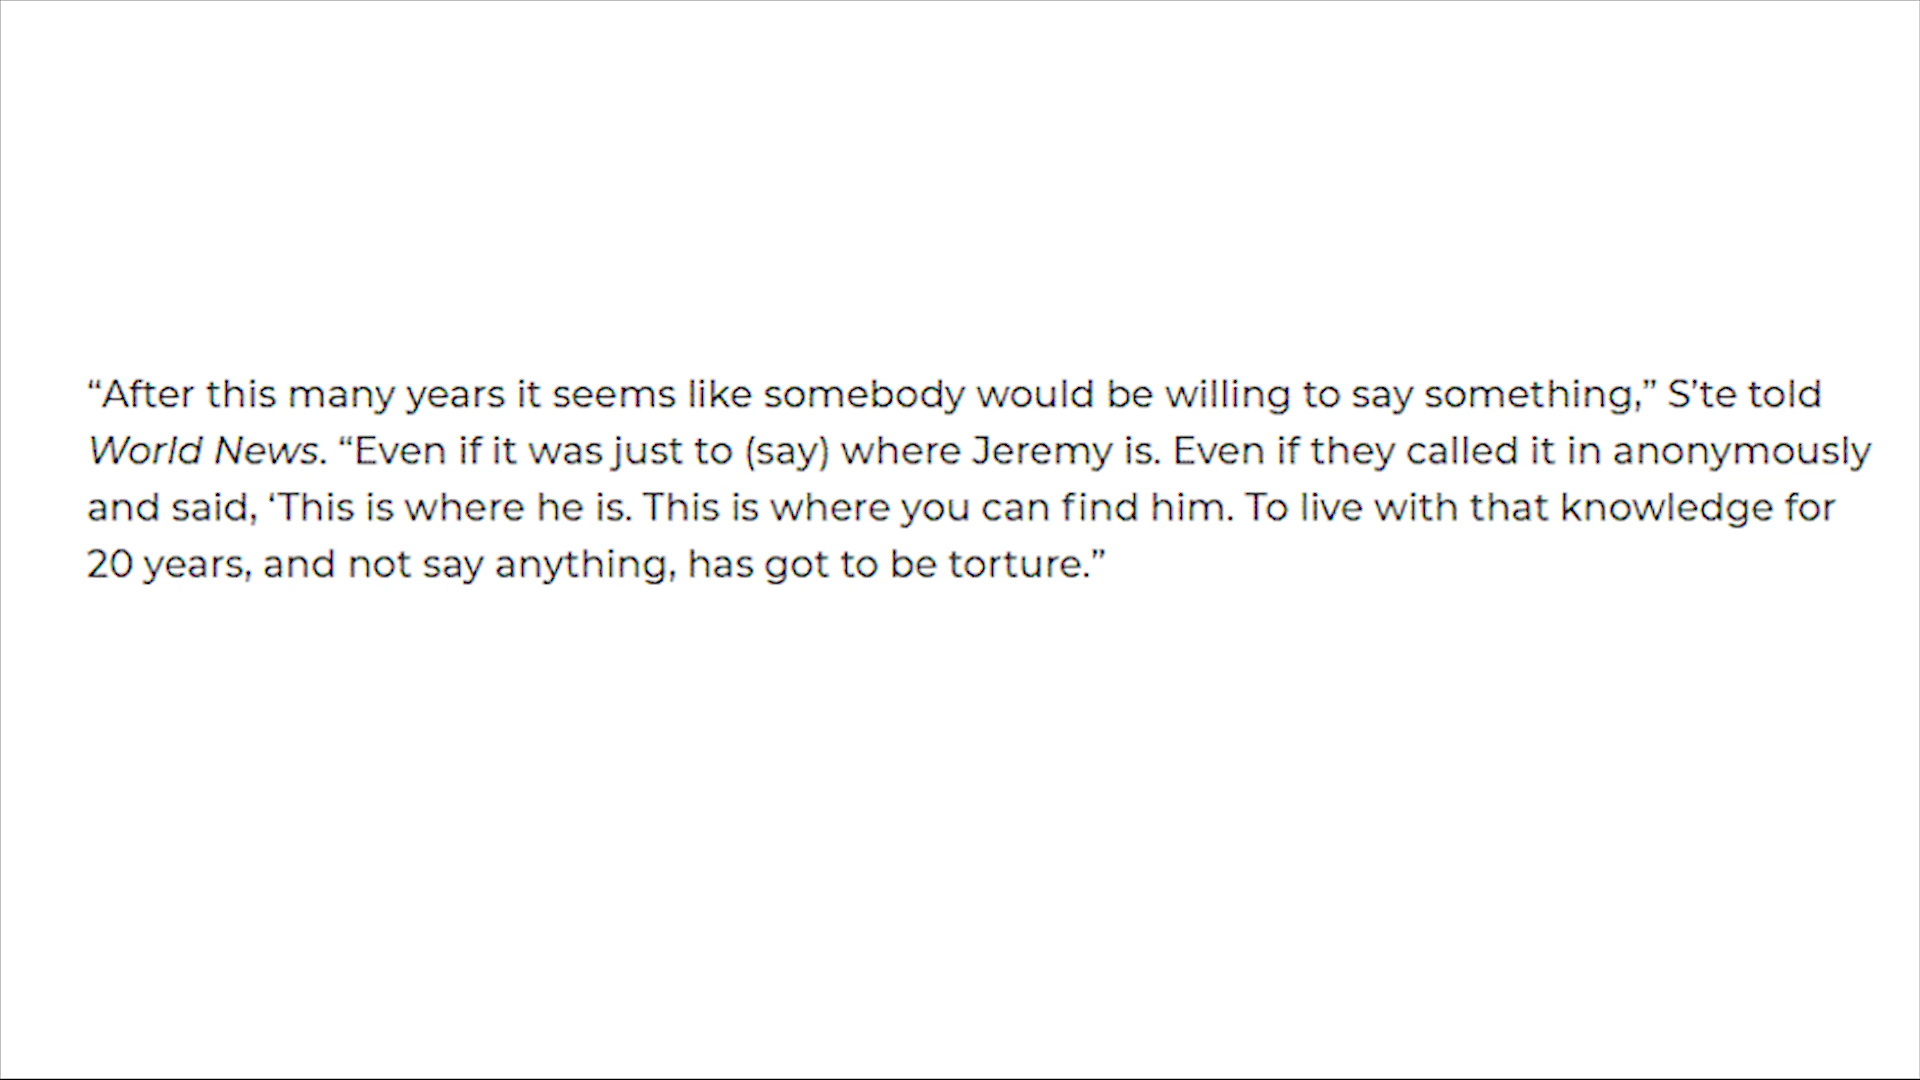 “After this many years it seems like somebody would be willing to say something,” S’te told
World News. “Even if it was just to (say) where Jeremy is. Even if they called it in anonymously
and said, ‘This is where he is. This is where you can find him. To live with that knowledge for
20 years, and not say anything, has got to be torture.”